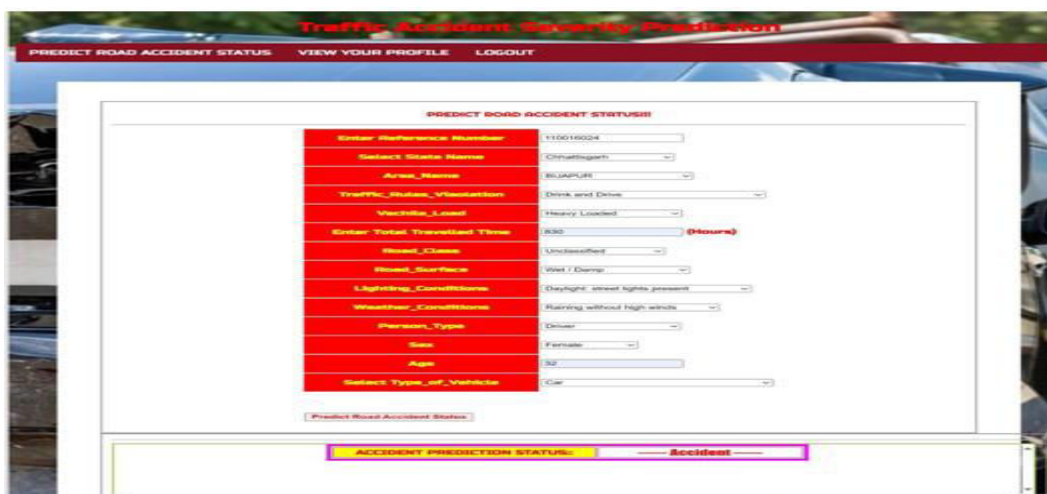 Traffic Accident Severity Prediction
PREDICT ROAD ACCIDENT STATUS VIEW YOUR PROFILE LOGOUT
PREDICT ROAD ACCIDENT STATUS!!!
Enter Reference Number 110016024
Select State Name Chhattisgarh
Area_Name BIJAPUR
Traffic_Rules_Viaolation Drink and Drive
Vechile_Load Heavy Loaded
Enter Total Travelled Time 830 (Hours)
Road_Class Unclassified
Road_Surface Wet / Damp
Lighting_Conditions Daylight: street lights present
Weather_Conditions Raining without high winds
Person_Type Driver
Sex Female
Age 32
Select Type_of_Vehicle Car
Predict Road Accident Status
ACCIDENT PREDICTION STATUS:: Accident